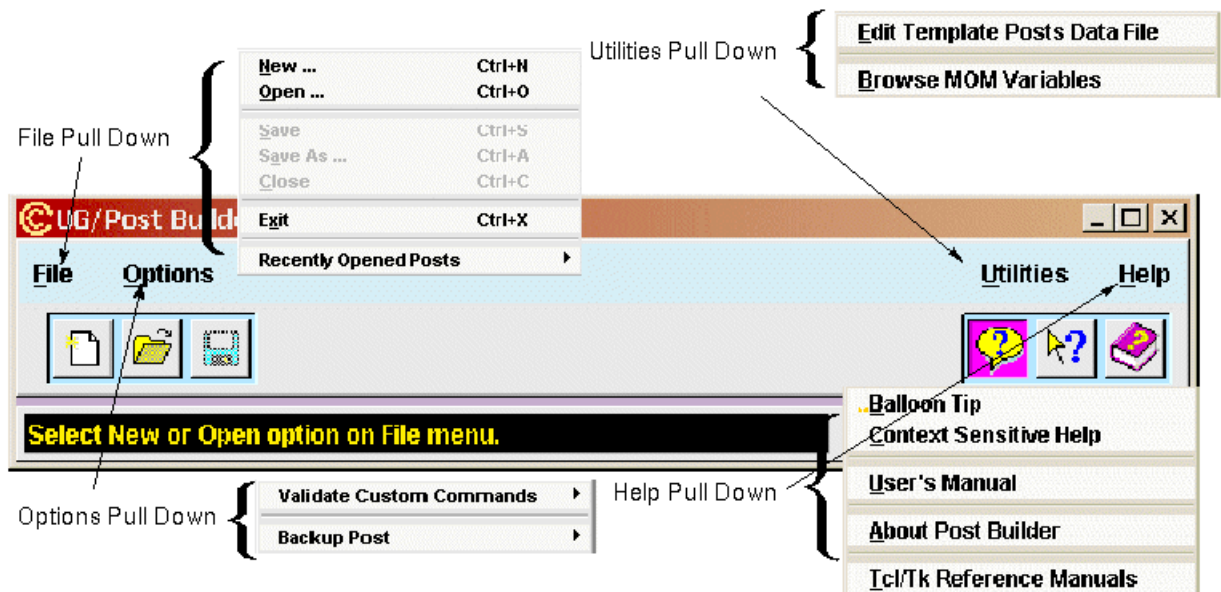 Utilities Pull Down
Edit Template Posts Data File
Browse MOM Variables
File Pull Down
New ... Ctrl+N
Open ... Ctrl+O
Save Ctrl+S
Save As ... Ctrl+A
Close Ctrl+C
Exit Ctrl+X
Recently Opened Posts
UG/Post Builde
File Options Utilities Help
Select New or Open option on File menu.
Options Pull Down
Validate Custom Commands
Backup Post
Help Pull Down
Balloon Tip
Context Sensitive Help
User's Manual
About Post Builder
Tcl/Tk Reference Manuals